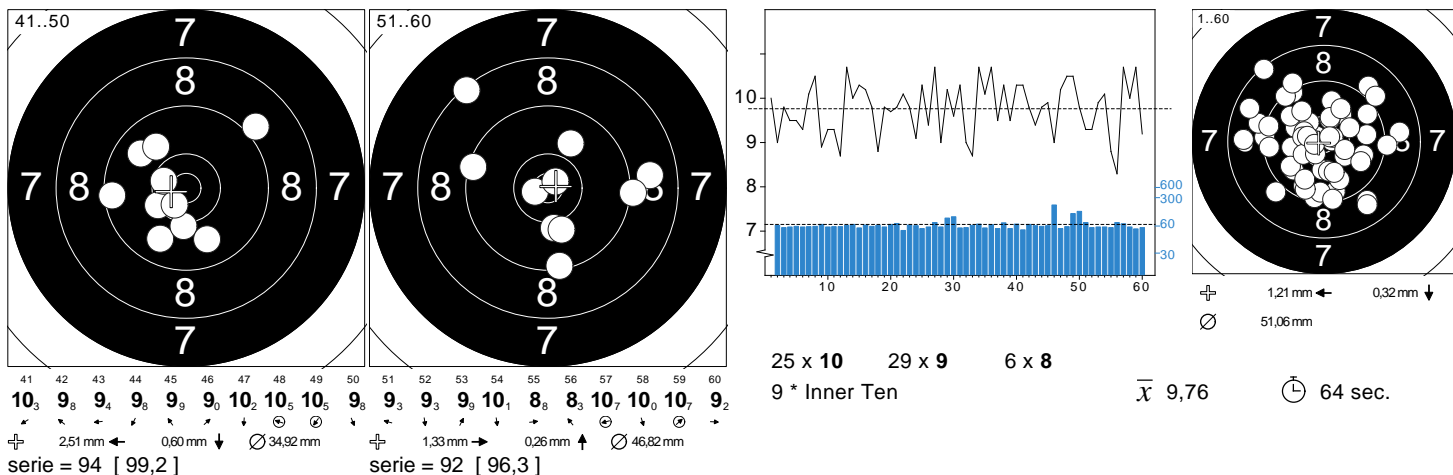 41..50
7
8
7 8 8 7
8
7
41 42 43 44 45 46 47 48 49 50
10₃ 9₈ 9₄ 9₈ 9₉ 9₀ 10₂ 10₅ 10₅ 9₈
2,51 mm 0,60 mm 34,92 mm
serie = 94 [ 99,2 ]
51..60
7
8
7 8 8 7
8
7
51 52 53 54 55 56 57 58 59 60
9₃ 9₃ 9₉ 10₁ 8₈ 8₃ 10₇ 10₀ 10₇ 9₂
1,33 mm 0,26 mm 46,82 mm
serie = 92 [ 96,3 ]
10
9
8
7
600
300
60
30
10 20 30 40 50 60
25 x 10 29 x 9 6 x 8
9 * Inner Ten
x 9,76 64 sec.
1..60
7
8
7 8 7
8
7
1,21 mm 0,32 mm
51,06 mm